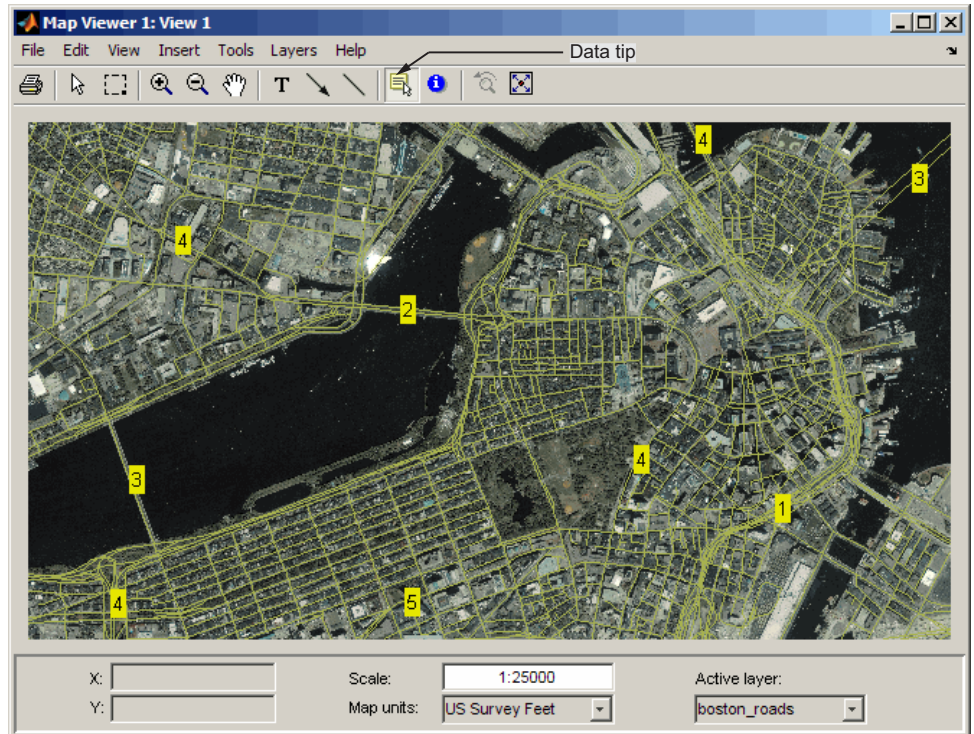 Map Viewer 1: View 1
File Edit View Insert Tools Layers Help
Data tip
T
4
3
4
2
3
4
1
4
5
X:
Scale: 1:25000
Active layer:
Y:
Map units: US Survey Feet
boston_roads